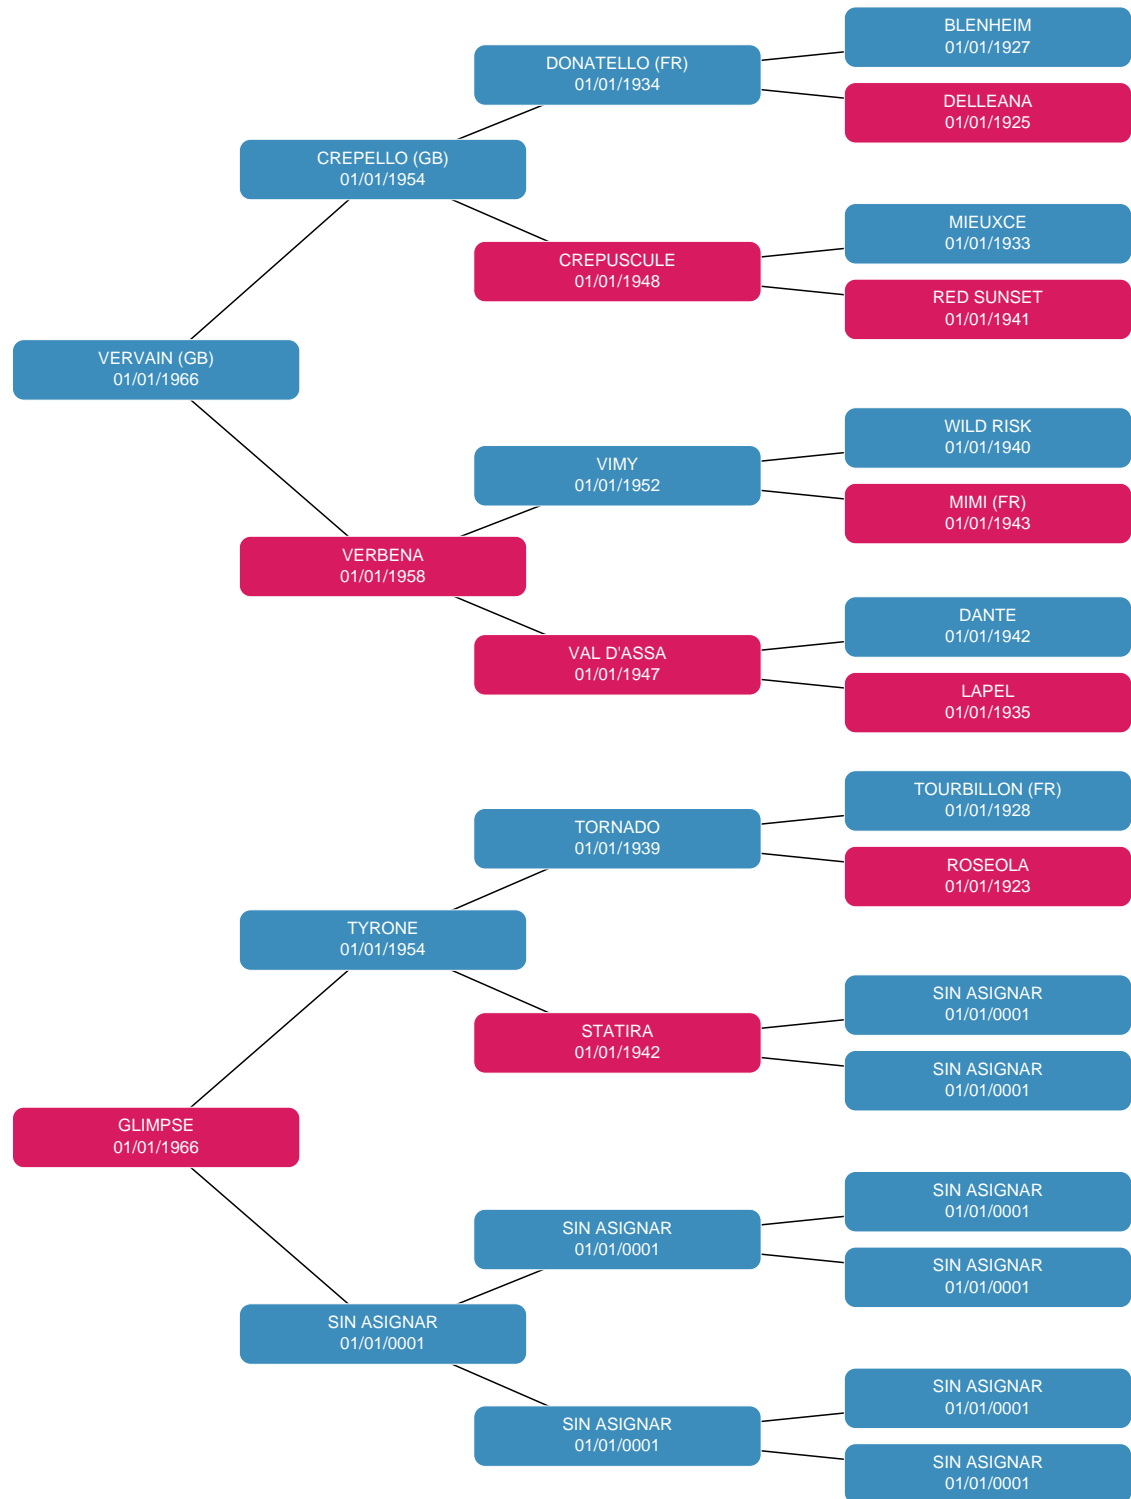 BLENHEIM
01/01/1927
DONATELLO (FR)
01/01/1934
DELLEANA
01/01/1925
CREPELLO (GB)
01/01/1954
MIEUXCE
01/01/1933
CREPUSCULE
01/01/1948
RED SUNSET
01/01/1941
VERVAIN (GB)
01/01/1966
WILD RISK
01/01/1940
VIMY
01/01/1952
MIMI (FR)
01/01/1943
VERBENA
01/01/1958
DANTE
01/01/1942
VAL D'ASSA
01/01/1947
LAPEL
01/01/1935
TOURBILLON (FR)
01/01/1928
TORNADO
01/01/1939
ROSEOLA
01/01/1923
TYRONE
01/01/1954
SIN ASIGNAR
01/01/0001
STATIRA
01/01/1942
SIN ASIGNAR
01/01/0001
GLIMPSE
01/01/1966
SIN ASIGNAR
01/01/0001
SIN ASIGNAR
01/01/0001
SIN ASIGNAR
01/01/0001
SIN ASIGNAR
01/01/0001
SIN ASIGNAR
01/01/0001
SIN ASIGNAR
01/01/0001
SIN ASIGNAR
01/01/0001